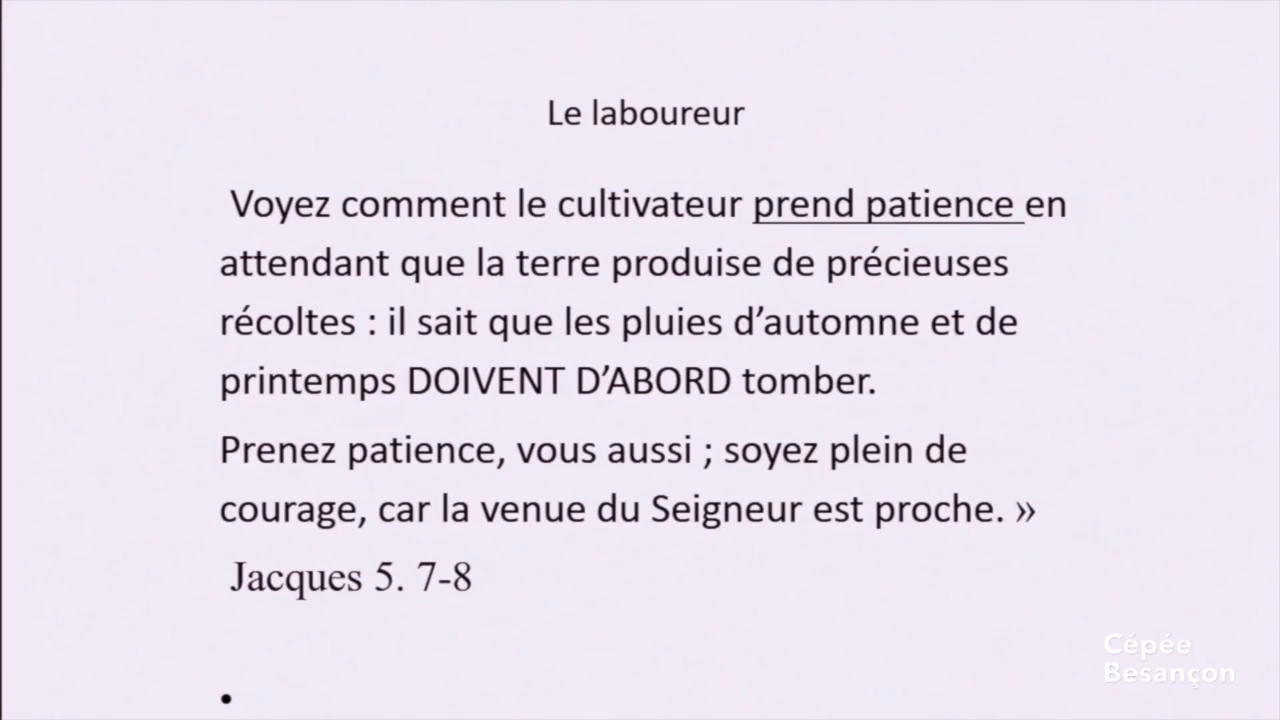 Le laboureur
Voyez comment le cultivateur prend patience en
attendant que la terre produise de précieuses
récoltes : il sait que les pluies d’automne et de
printemps DOIVENT D’ABORD tomber.
Prenez patience, vous aussi ; soyez plein de
courage, car la venue du Seigneur est proche. »
Jacques 5. 7-8
•
Cépée
Besançon